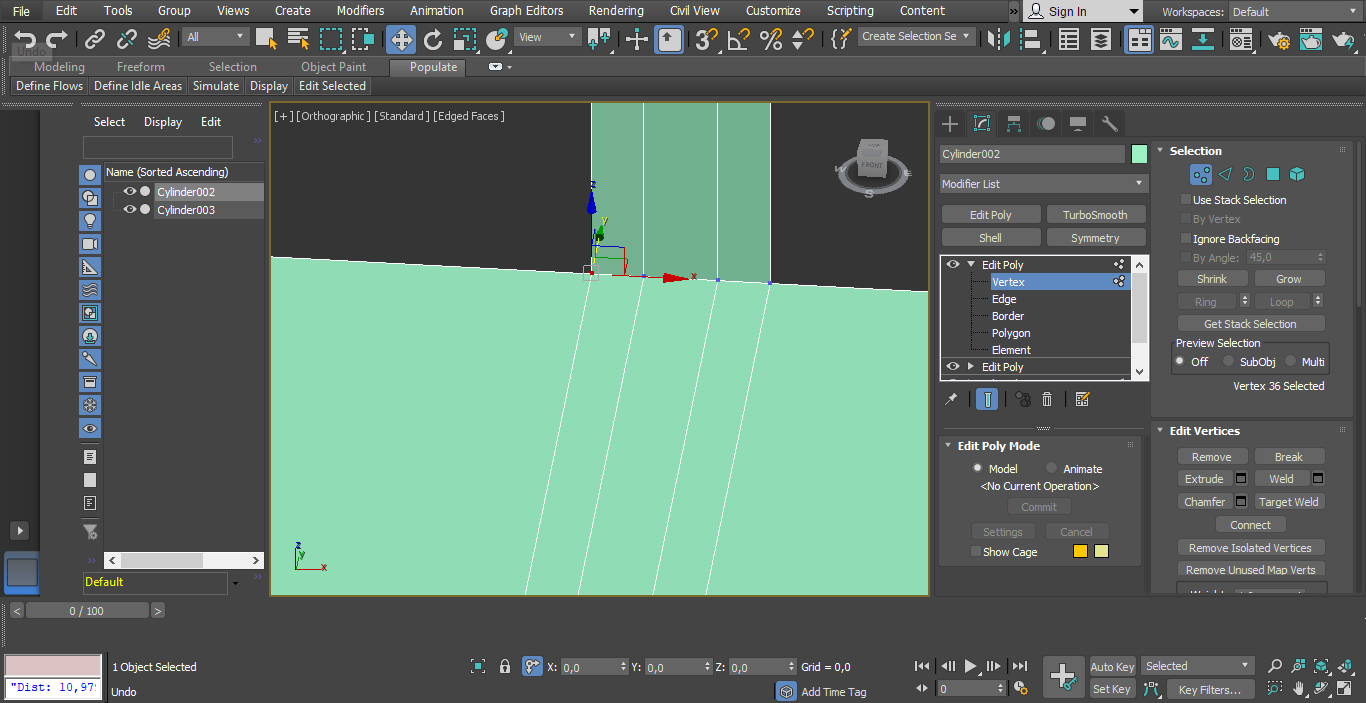 File Edit Tools Group Views Create Modifiers Animation Graph Editors Rendering Civil View Customize Scripting Content » Sign In Workspaces: Default
Undo All View 3 Create Selection Se
Modeling Freeform Selection Object Paint Populate
Define Flows Define Idle Areas Simulate Display Edit Selected
Select Display Edit
Name (Sorted Ascending)
Cylinder002
Cylinder003
Default
[+] [Orthographic] [Standard] [Edged Faces]
TOP
FRONT
W E
S
z
y
x
z
y
x
Cylinder002
Modifier List
Edit Poly TurboSmooth
Shell Symmetry
Edit Poly
Vertex
Edge
Border
Polygon
Element
Edit Poly
Edit Poly Mode
Model Animate
<No Current Operation>
Commit
Settings Cancel
Show Cage
Selection
Use Stack Selection
By Vertex
Ignore Backfacing
By Angle: 45,0
Shrink Grow
Ring Loop
Get Stack Selection
Preview Selection
Off SubObj Multi
Vertex 36 Selected
Edit Vertices
Remove Break
Extrude Weld
Chamfer Target Weld
Connect
Remove Isolated Vertices
Remove Unused Map Verts
< 0 / 100 >
"Dist: 10,979
1 Object Selected
Undo
X: 0,0 Y: 0,0 Z: 0,0 Grid = 0,0
Add Time Tag
0
Auto Key Selected
Set Key Key Filters...